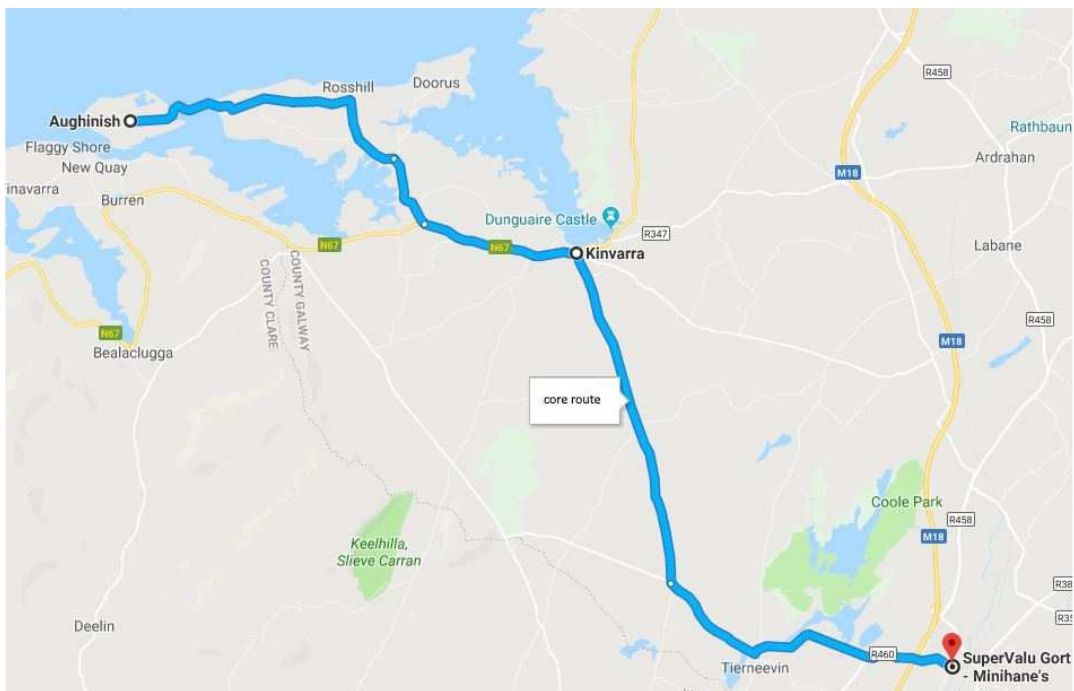 Doorus
Rosshill
R458
Aughinish
Rathbaun
Flaggy Shore
New Quay
Ardrahan
inavarra
M18
Burren
Dunguaire Castle
R347
N67
N67
Kinvarra
Labane
COUNTY GALWAY
COUNTY CLARE
R458
N67
M18
Bealaclugga
core route
Coole Park
R458
M18
Keelhilla,
Slieve Carran
R38
Deelin
R35
R460
SuperValu Gort
- Minihane's
Tierneevin